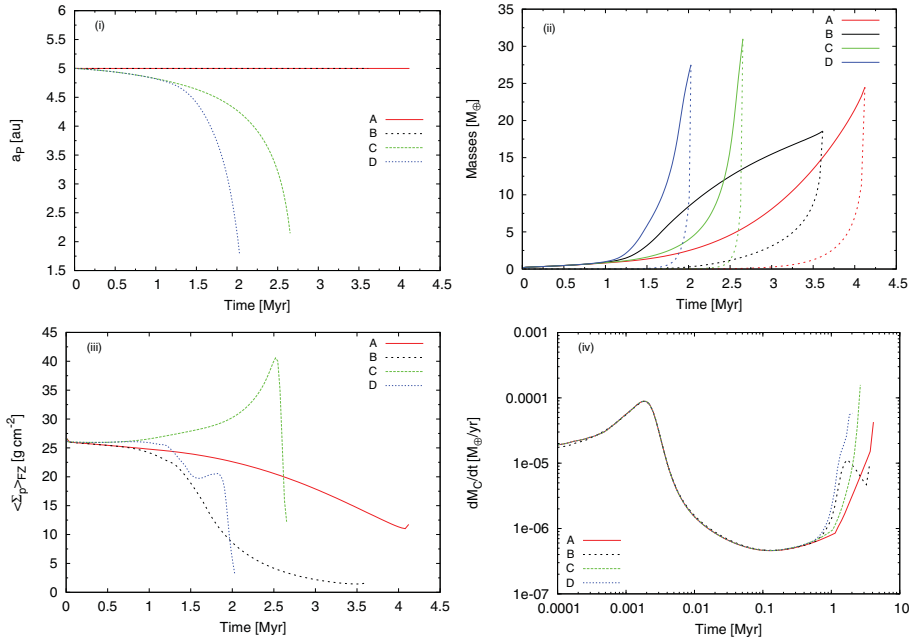 (i)
a_P [au]
5.5
5
4.5
4
3.5
3
2.5
2
1.5
0 0.5 1 1.5 2 2.5 3 3.5 4 4.5
Time [Myr]
A
B
C
D
(ii)
Masses [M⊕]
35
30
25
20
15
10
5
0
0 0.5 1 1.5 2 2.5 3 3.5 4 4.5
Time [Myr]
A
B
C
D
(iii)
<Σ_p>_FZ [g cm^-2]
45
40
35
30
25
20
15
10
5
0
0 0.5 1 1.5 2 2.5 3 3.5 4 4.5
Time [Myr]
A
B
C
D
(iv)
dM_C/dt [M⊕/yr]
0.001
0.0001
1e-05
1e-06
1e-07
0.0001 0.001 0.01 0.1 1 10
Time [Myr]
A
B
C
D